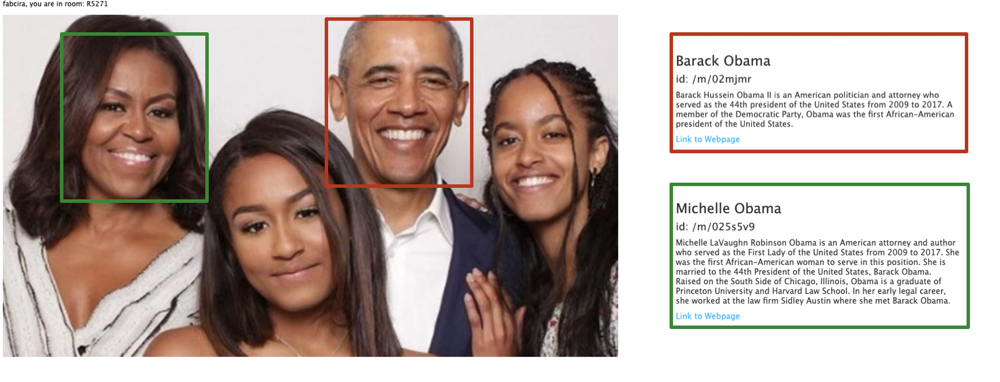 fabcira, you are in room: R5271
Barack Obama
id: /m/02mjmr
Barack Hussein Obama II is an American politician and attorney who
served as the 44th president of the United States from 2009 to 2017. A
member of the Democratic Party, Obama was the first African-American
president of the United States.
Link to Webpage
Michelle Obama
id: /m/025s5v9
Michelle LaVaughn Robinson Obama is an American attorney and author
who served as the First Lady of the United States from 2009 to 2017. She
was the first African-American woman to serve in this position. She is
married to the 44th President of the United States, Barack Obama.
Raised on the South Side of Chicago, Illinois, Obama is a graduate of
Princeton University and Harvard Law School. In her early legal career,
she worked at the law firm Sidley Austin where she met Barack Obama.
Link to Webpage